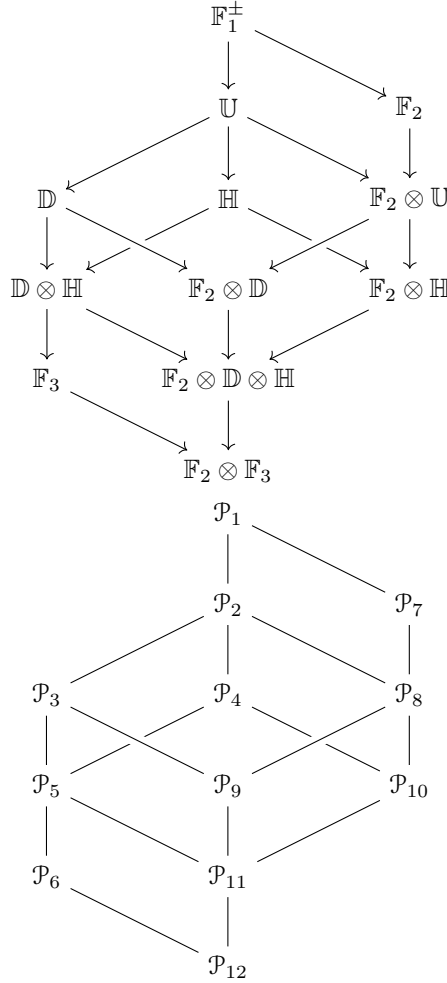 𝔽₁^±
𝕌 𝔽₂
𝔻 ℍ 𝔽₂ ⊗ 𝕌
𝔻 ⊗ ℍ 𝔽₂ ⊗ 𝔻 𝔽₂ ⊗ ℍ
𝔽₃ 𝔽₂ ⊗ 𝔻 ⊗ ℍ
𝔽₂ ⊗ 𝔽₃
𝒫₁
𝒫₂ 𝒫₇
𝒫₃ 𝒫₄ 𝒫₈
𝒫₅ 𝒫₉ 𝒫₁₀
𝒫₆ 𝒫₁₁
𝒫₁₂